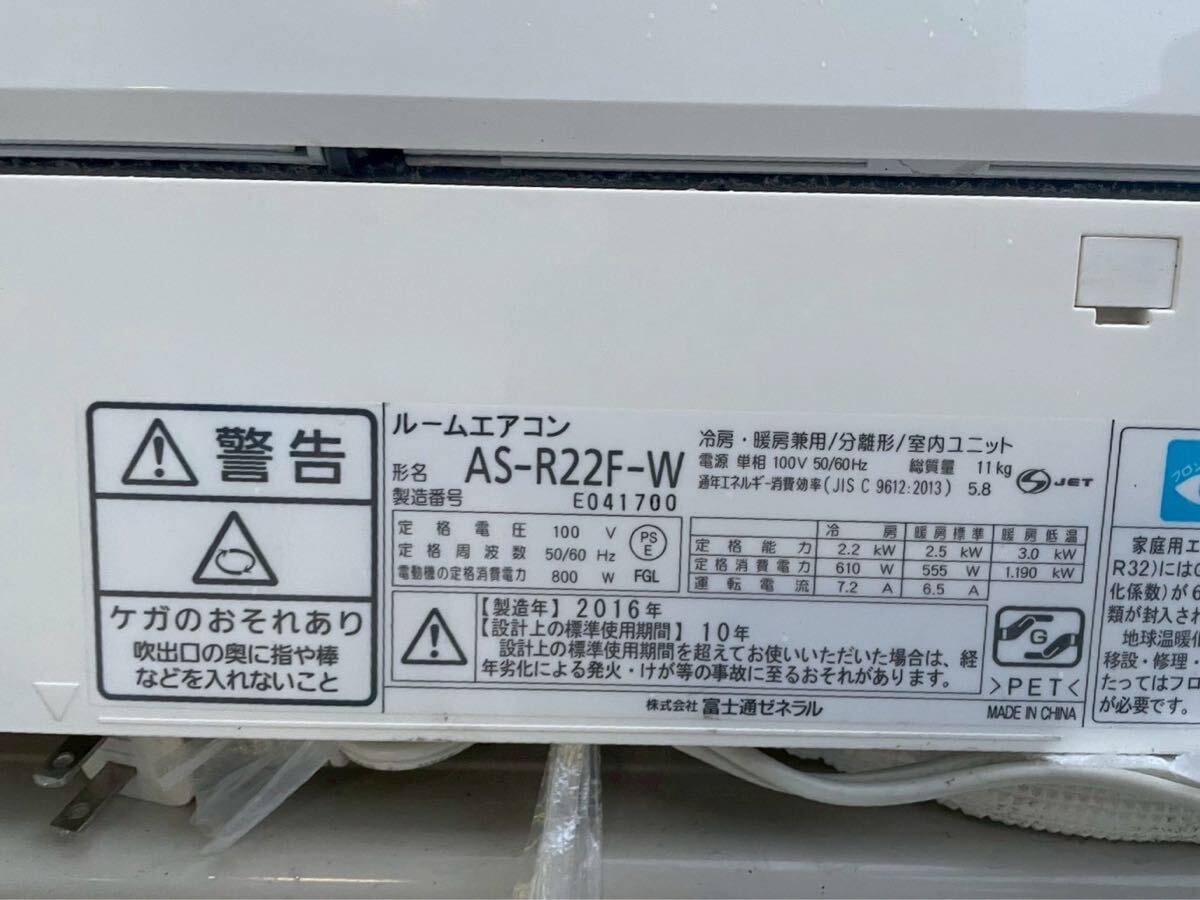 警告
ケガのおそれあり
吹出口の奥に指や棒
などを入れないこと
ルームエアコン
形名 AS-R22F-W
製造番号 E041700
冷房・暖房兼用/分離形/室内ユニット
電源 単相 100V 50/60Hz 総質量 11kg
通年エネルギー消費効率(JIS C 9612:2013) 5.8
JET
定格電圧 100 V
定格周波数 50/60 Hz
電動機の定格消費電力 800 W
PS
E
FGL
冷房 暖房標準 暖房低温
定格能力 2.2 kW 2.5 kW 3.0 kW
定格消費電力 610 W 555 W 1.190 kW
運転電流 7.2 A 6.5 A
【製造年】2016年
【設計上の標準使用期間】10年
設計上の標準使用期間を超えてお使いいただいた場合は、経
年劣化による発火・けが等の事故に至るおそれがあります。
G
>PET<
株式会社 富士通ゼネラル
MADE IN CHINA
フロン
家庭用エ
R32)には
化係数)が6
類が封入され
地球温暖化
移設・修理・
たってはフロ
が必要です。